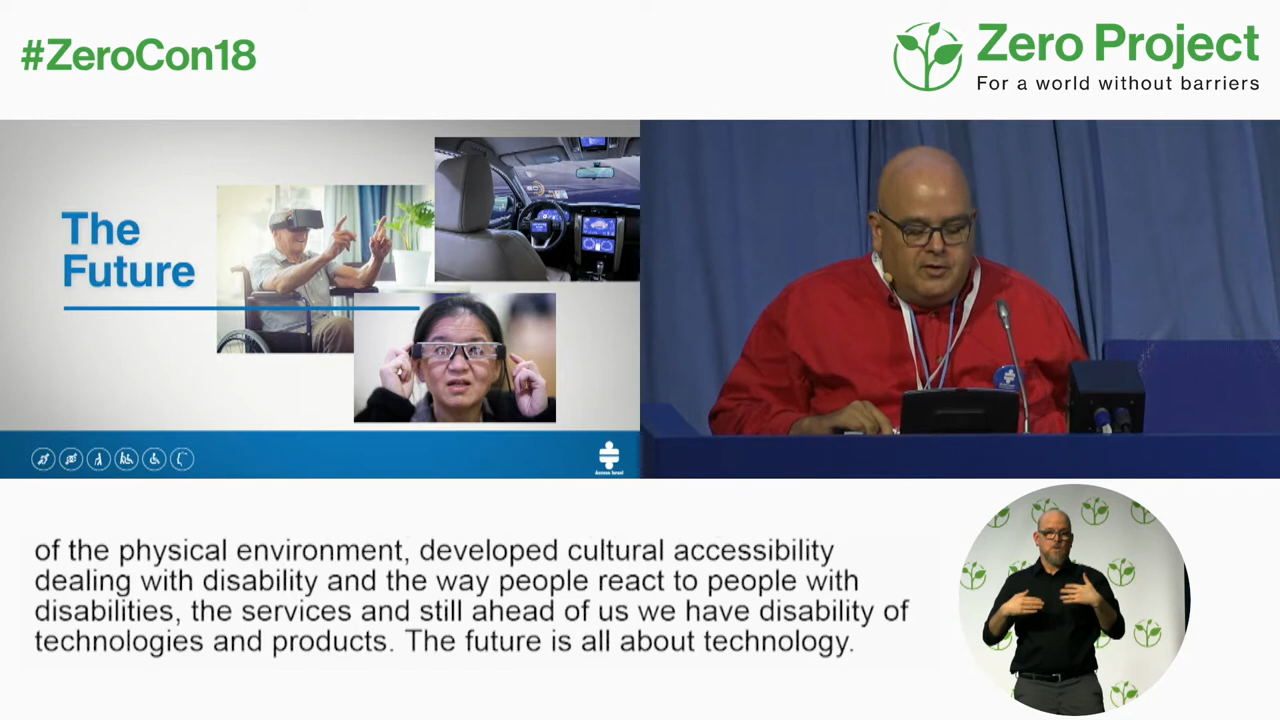 #ZeroCon18
Zero Project
For a world without barriers
The
Future
Access Israel
of the physical environment, developed cultural accessibility
dealing with disability and the way people react to people with
disabilities, the services and still ahead of us we have disability of
technologies and products. The future is all about technology.